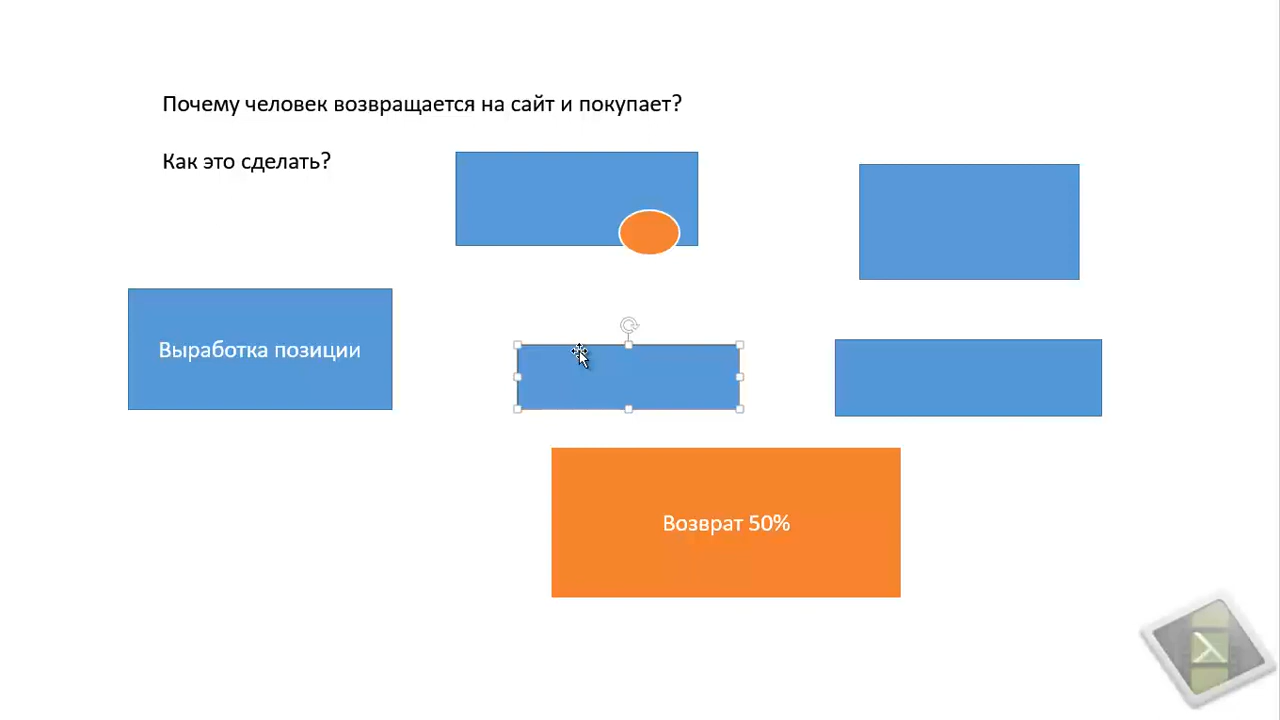 Почему человек возвращается на сайт и покупает?
Как это сделать?
Выработка позиции
Возврат 50%